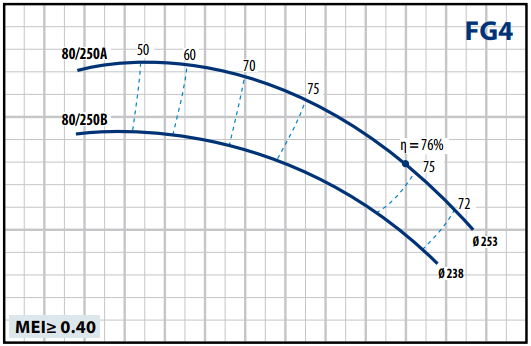 FG4
80/250A
50
60
70
75
80/250B
η = 76%
75
72
Ø 253
Ø 238
MEI≥ 0.40